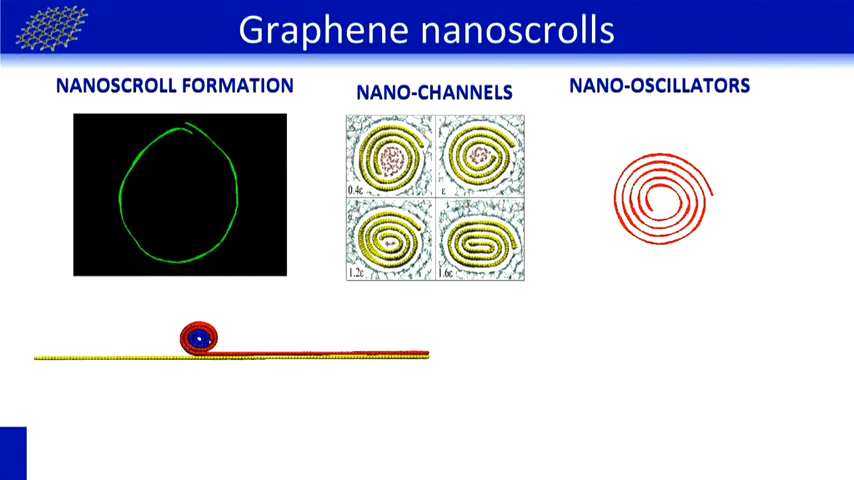 Graphene nanoscrolls
NANOSCROLL FORMATION
NANO-CHANNELS
NANO-OSCILLATORS
0.4ε
ε
1.2ε
1.6ε